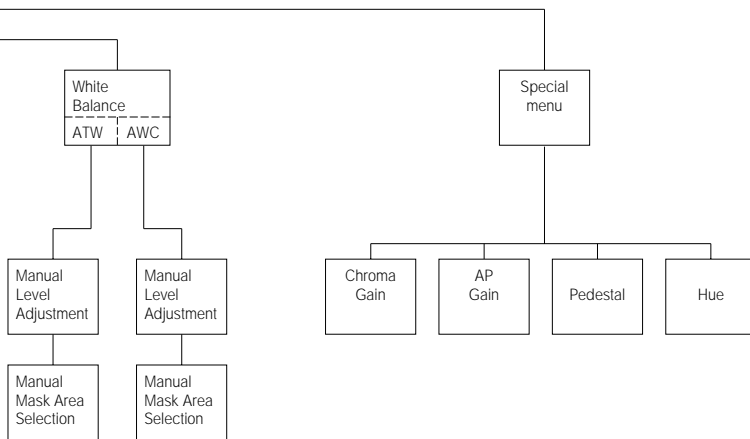 White
Balance
ATW
AWC
Special
menu
Manual
Level
Adjustment
Manual
Level
Adjustment
Chroma
Gain
AP
Gain
Pedestal
Hue
Manual
Mask Area
Selection
Manual
Mask Area
Selection